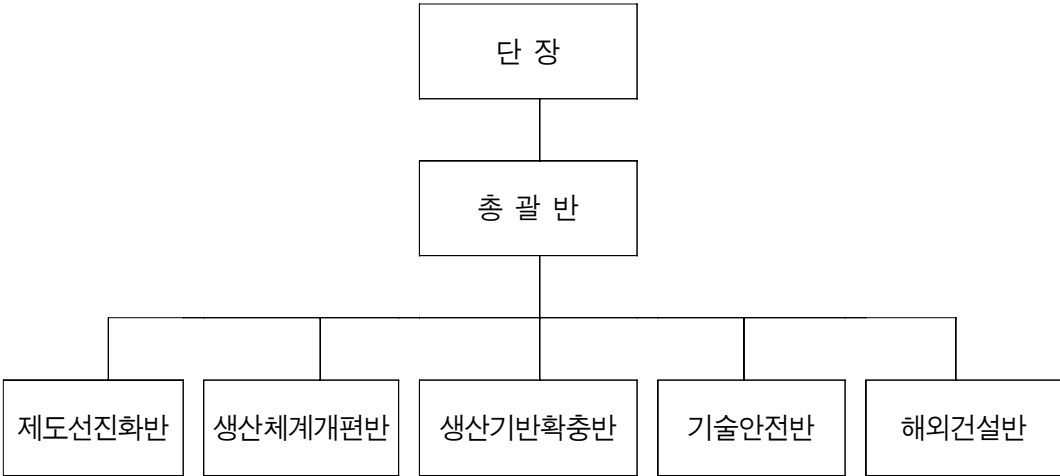 단 장
총 괄 반
제도선진화반
생산체계개편반
생산기반확충반
기술안전반
해외건설반